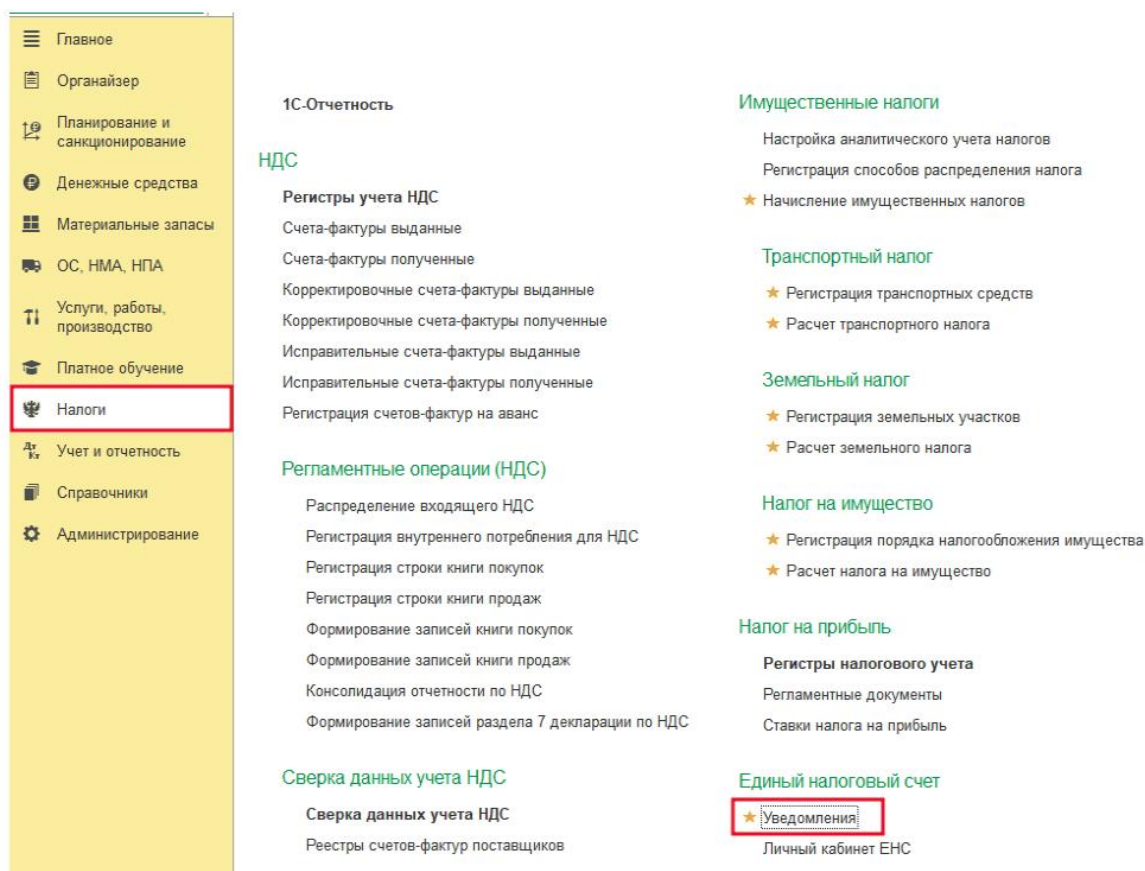 Главное
Органайзер
Планирование и
санкционирование
Денежные средства
Материальные запасы
ОС, НМА, НПА
Услуги, работы,
производство
Платное обучение
Налоги
Учет и отчетность
Справочники
Администрирование
1С-Отчетность
НДС
Регистры учета НДС
Счета-фактуры выданные
Счета-фактуры полученные
Корректировочные счета-фактуры выданные
Корректировочные счета-фактуры полученные
Исправительные счета-фактуры выданные
Исправительные счета-фактуры полученные
Регистрация счетов-фактур на аванс
Регламентные операции (НДС)
Распределение входящего НДС
Регистрация внутреннего потребления для НДС
Регистрация строки книги покупок
Регистрация строки книги продаж
Формирование записей книги покупок
Формирование записей книги продаж
Консолидация отчетности по НДС
Формирование записей раздела 7 декларации по НДС
Сверка данных учета НДС
Сверка данных учета НДС
Реестры счетов-фактур поставщиков
Имущественные налоги
Настройка аналитического учета налогов
Регистрация способов распределения налога
Начисление имущественных налогов
Транспортный налог
Регистрация транспортных средств
Расчет транспортного налога
Земельный налог
Регистрация земельных участков
Расчет земельного налога
Налог на имущество
Регистрация порядка налогообложения имущества
Расчет налога на имущество
Налог на прибыль
Регистры налогового учета
Регламентные документы
Ставки налога на прибыль
Единый налоговый счет
Уведомления
Личный кабинет ЕНС